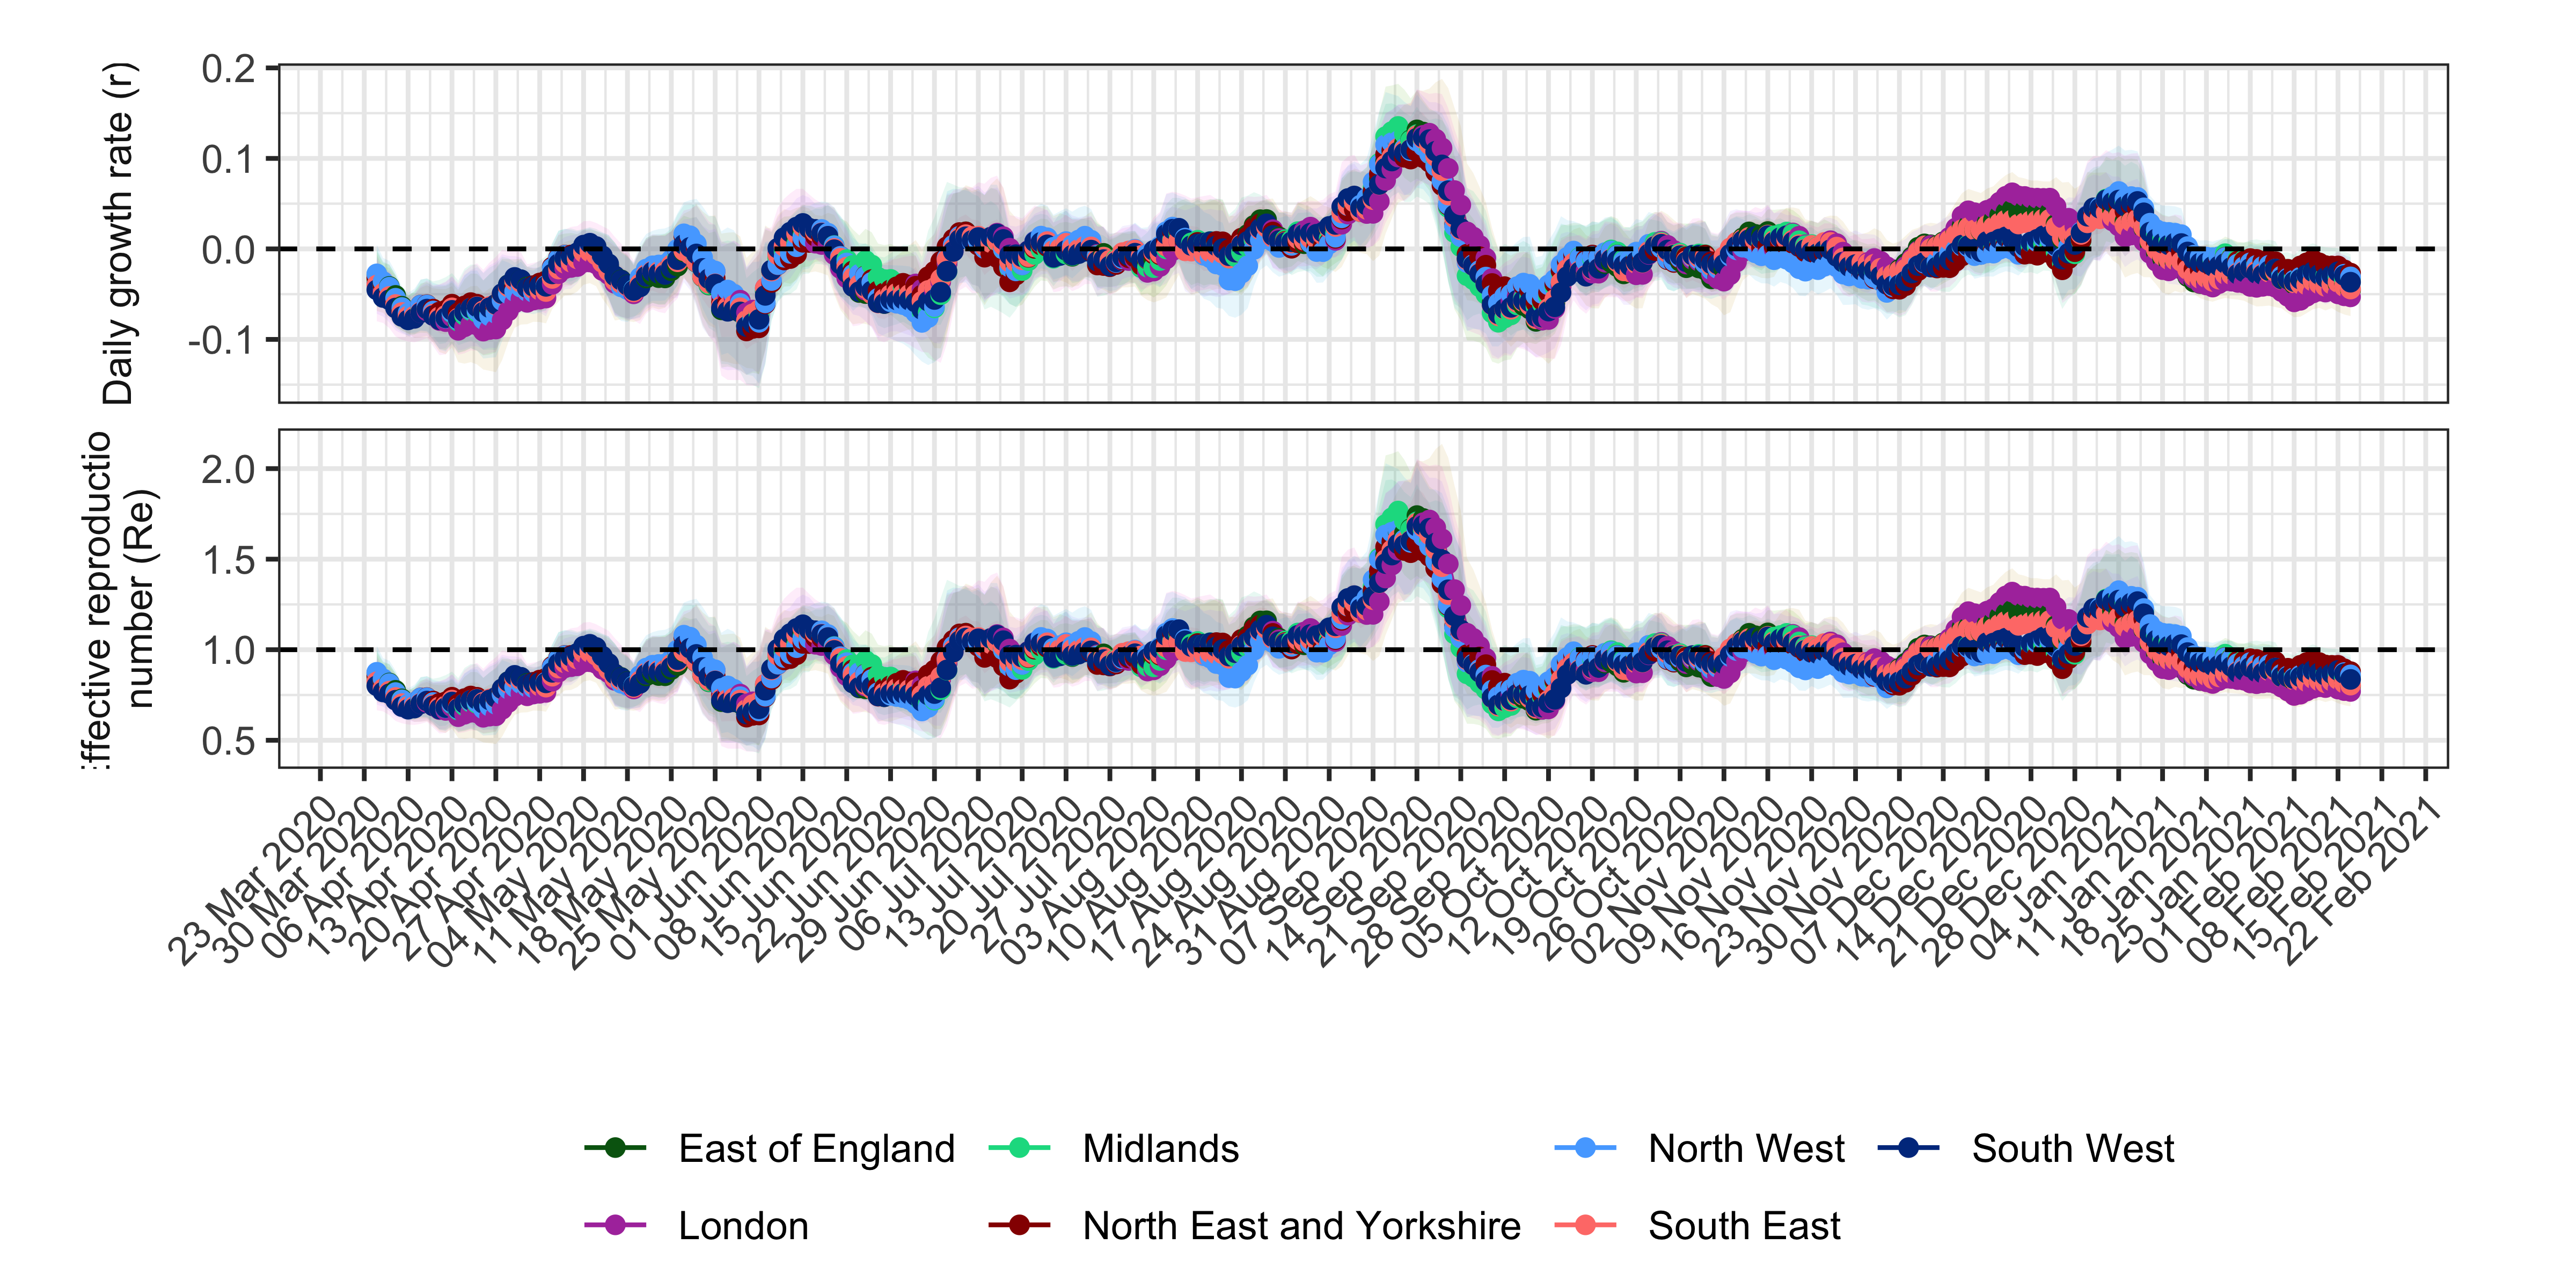 Daily growth rate (r)
0.2
0.1
0.0
-0.1
ffective reproductio
number (Re)
2.0
1.5
1.0
0.5
23 Mar 2020
30 Mar 2020
06 Apr 2020
13 Apr 2020
20 Apr 2020
27 Apr 2020
04 May 2020
11 May 2020
18 May 2020
25 May 2020
01 Jun 2020
08 Jun 2020
15 Jun 2020
22 Jun 2020
29 Jun 2020
06 Jul 2020
13 Jul 2020
20 Jul 2020
27 Jul 2020
03 Aug 2020
10 Aug 2020
17 Aug 2020
24 Aug 2020
31 Aug 2020
07 Sep 2020
14 Sep 2020
21 Sep 2020
28 Sep 2020
05 Oct 2020
12 Oct 2020
19 Oct 2020
26 Oct 2020
02 Nov 2020
09 Nov 2020
16 Nov 2020
23 Nov 2020
30 Nov 2020
07 Dec 2020
14 Dec 2020
21 Dec 2020
28 Dec 2020
04 Jan 2021
11 Jan 2021
18 Jan 2021
25 Jan 2021
01 Feb 2021
08 Feb 2021
15 Feb 2021
22 Feb 2021
East of England
Midlands
North West
South West
London
North East and Yorkshire
South East